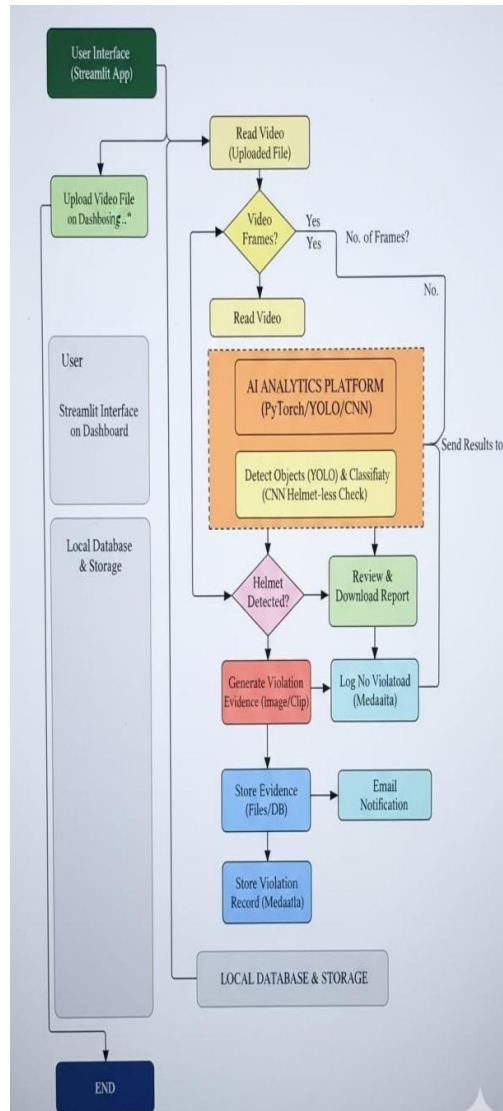 User Interface
(Streamlit App)
Read Video
(Uploaded File)
Upload Video File
on Dashbosing..“
Video
Frames?
Yes
Yes
No. of Frames?
No.
Read Video
User
Streamlit Interface
on Dashboard
AI ANALYTICS PLATFORM
(PyTorch/YOLO/CNN)
Send Results to
Detect Objects (YOLO) & Classifiaty
(CNN Helmet-less Check)
Local Database
& Storage
Helmet
Detected?
Review &
Download Report
Generate Violation
Evidence (Image/Clip)
Log No Violatoad
(Medaaita)
Store Evidence
(Files/DB)
Email
Notification
Store Violation
Record (Medaatta)
LOCAL DATABASE & STORAGE
END